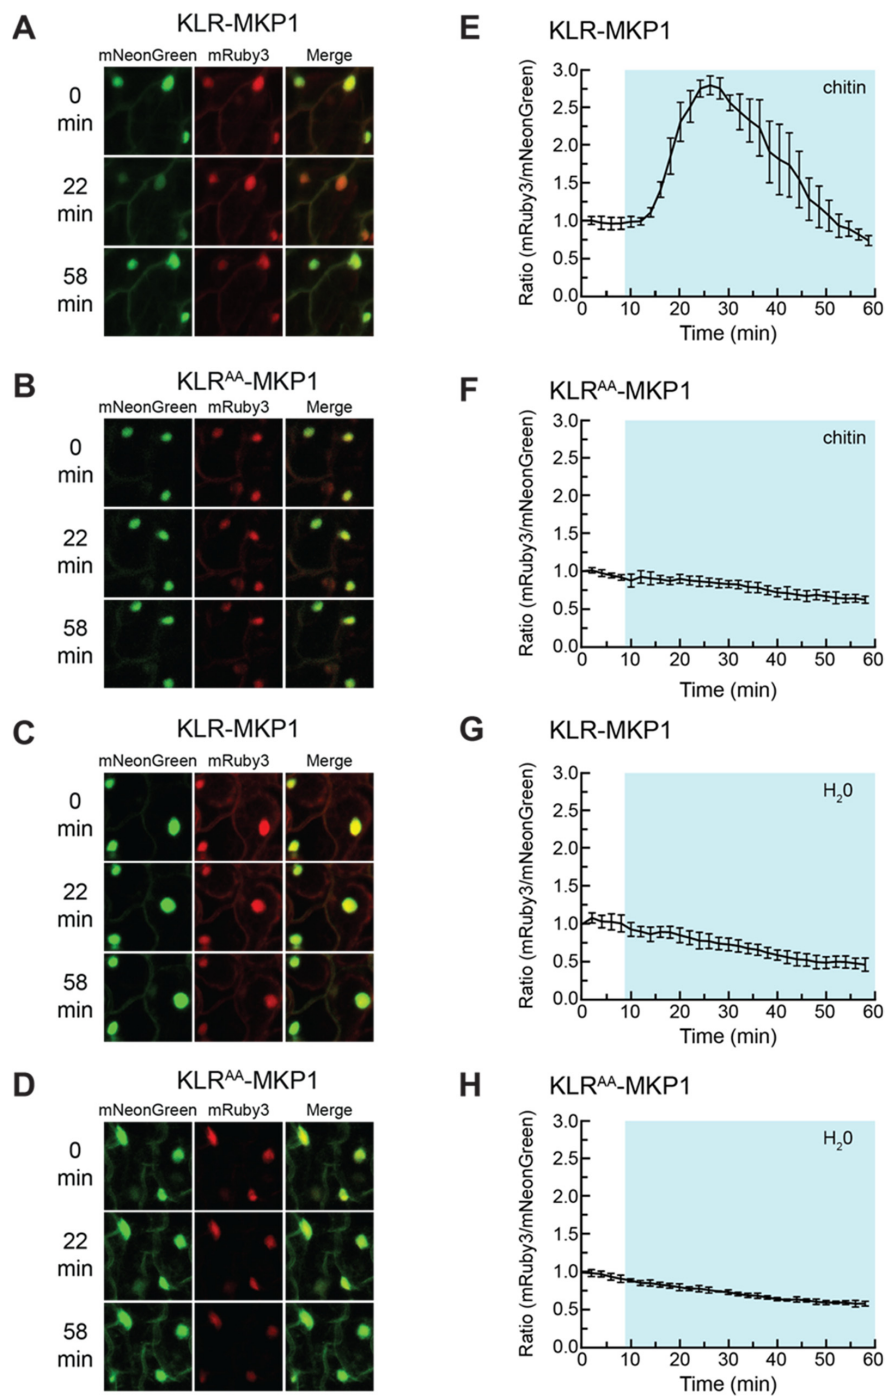 A
KLR-MKP1
mNeonGreen mRuby3 Merge
0
min
22
min
58
min
B
KLRᴬᴬ-MKP1
mNeonGreen mRuby3 Merge
0
min
22
min
58
min
C
KLR-MKP1
mNeonGreen mRuby3 Merge
0
min
22
min
58
min
D
KLRᴬᴬ-MKP1
mNeonGreen mRuby3 Merge
0
min
22
min
58
min
E
KLR-MKP1
Ratio (mRuby3/mNeonGreen)
3.0
2.5
2.0
1.5
1.0
0.5
0.0
chitin
0 10 20 30 40 50 60
Time (min)
F
KLRᴬᴬ-MKP1
Ratio (mRuby3/mNeonGreen)
3.0
2.5
2.0
1.5
1.0
0.5
0.0
chitin
0 10 20 30 40 50 60
Time (min)
G
KLR-MKP1
Ratio (mRuby3/mNeonGreen)
3.0
2.5
2.0
1.5
1.0
0.5
0.0
H₂0
0 10 20 30 40 50 60
Time (min)
H
KLRᴬᴬ-MKP1
Ratio (mRuby3/mNeonGreen)
3.0
2.5
2.0
1.5
1.0
0.5
0.0
H₂0
0 10 20 30 40 50 60
Time (min)